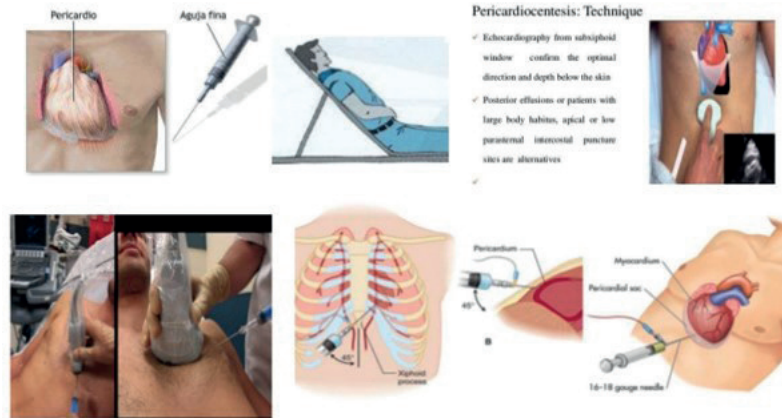 Pericardio
Aguja fina
Pericardiocentesis: Technique
✓ Echocardiography from subxiphoid
window confirm the optimal
direction and depth below the skin
✓ Posterior effusions or patients with
large body habitus, apical or low
parasternal intercostal puncture
sites are alternatives
✓
45°
Xiphoid
process
Pericardium
45°
B
Myocardium
Pericardial sac
16-18 gauge needle